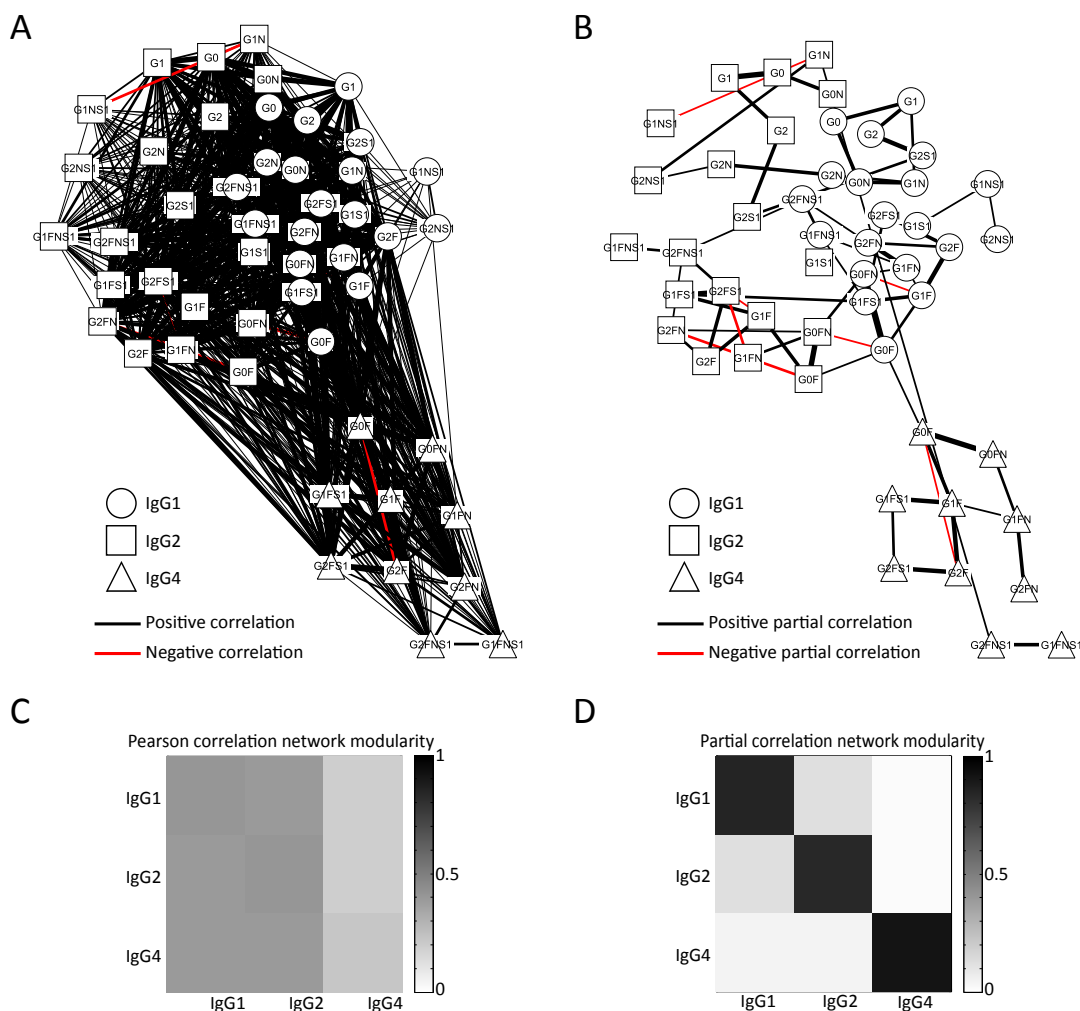 A
B
G1N
G0
G1
G0N
G1
G1NS1
G0
G2
G2
G2S1
G2N
G2NS1
G2N
G0N
G1N
G1NS1
G2FNS1
G2S1
G2FS1
G1S1
G1FNS1
G2FN
G2NS1
G1FNS1
G2FNS1
G2F
G1S1
G1FN
G0FN
G1FS1
G2FS1
G1FS1
G1F
G1F
G2FN
G0FN
G0F
G2F
G1FN
G0F
G0F
G0FN
G1FS1
G1F
G1FN
G2FS1
G2F
G2FN
G2FNS1
G1FNS1
IgG1
IgG2
IgG4
Positive correlation
Negative correlation
G1N
G1
G0
G0N
G1
G1NS1
G0
G2
G2
G2S1
G2N
G2NS1
G2N
G0N
G1N
G1NS1
G2FNS1
G2S1
G2FS1
G1S1
G1FNS1
G2FN
G2NS1
G1FNS1
G2FNS1
G2F
G1S1
G1FN
G0FN
G1FS1
G2FS1
G1FS1
G1F
G1F
G2FN
G0FN
G0F
G2F
G1FN
G0F
G0F
G0FN
G1FS1
G1F
G1FN
G2FS1
G2F
G2FN
G2FNS1
G1FNS1
IgG1
IgG2
IgG4
Positive partial correlation
Negative partial correlation
C
Pearson correlation network modularity
1
IgG1
IgG2
0.5
IgG4
0
IgG1 IgG2 IgG4
D
Partial correlation network modularity
1
IgG1
IgG2
0.5
IgG4
0
IgG1 IgG2 IgG4